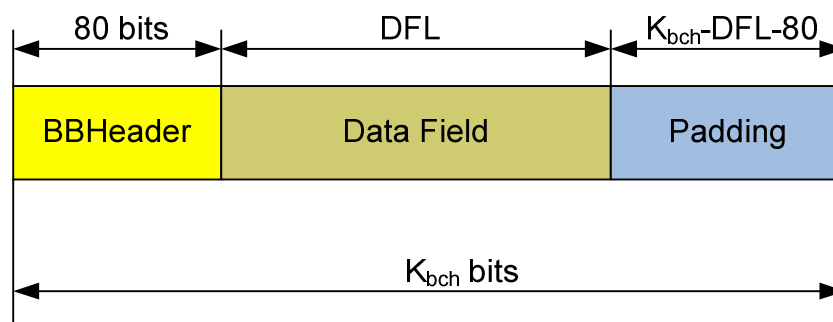 80 bits DFL Kbch-DFL-80
BBHeader Data Field Padding
Kbch bits